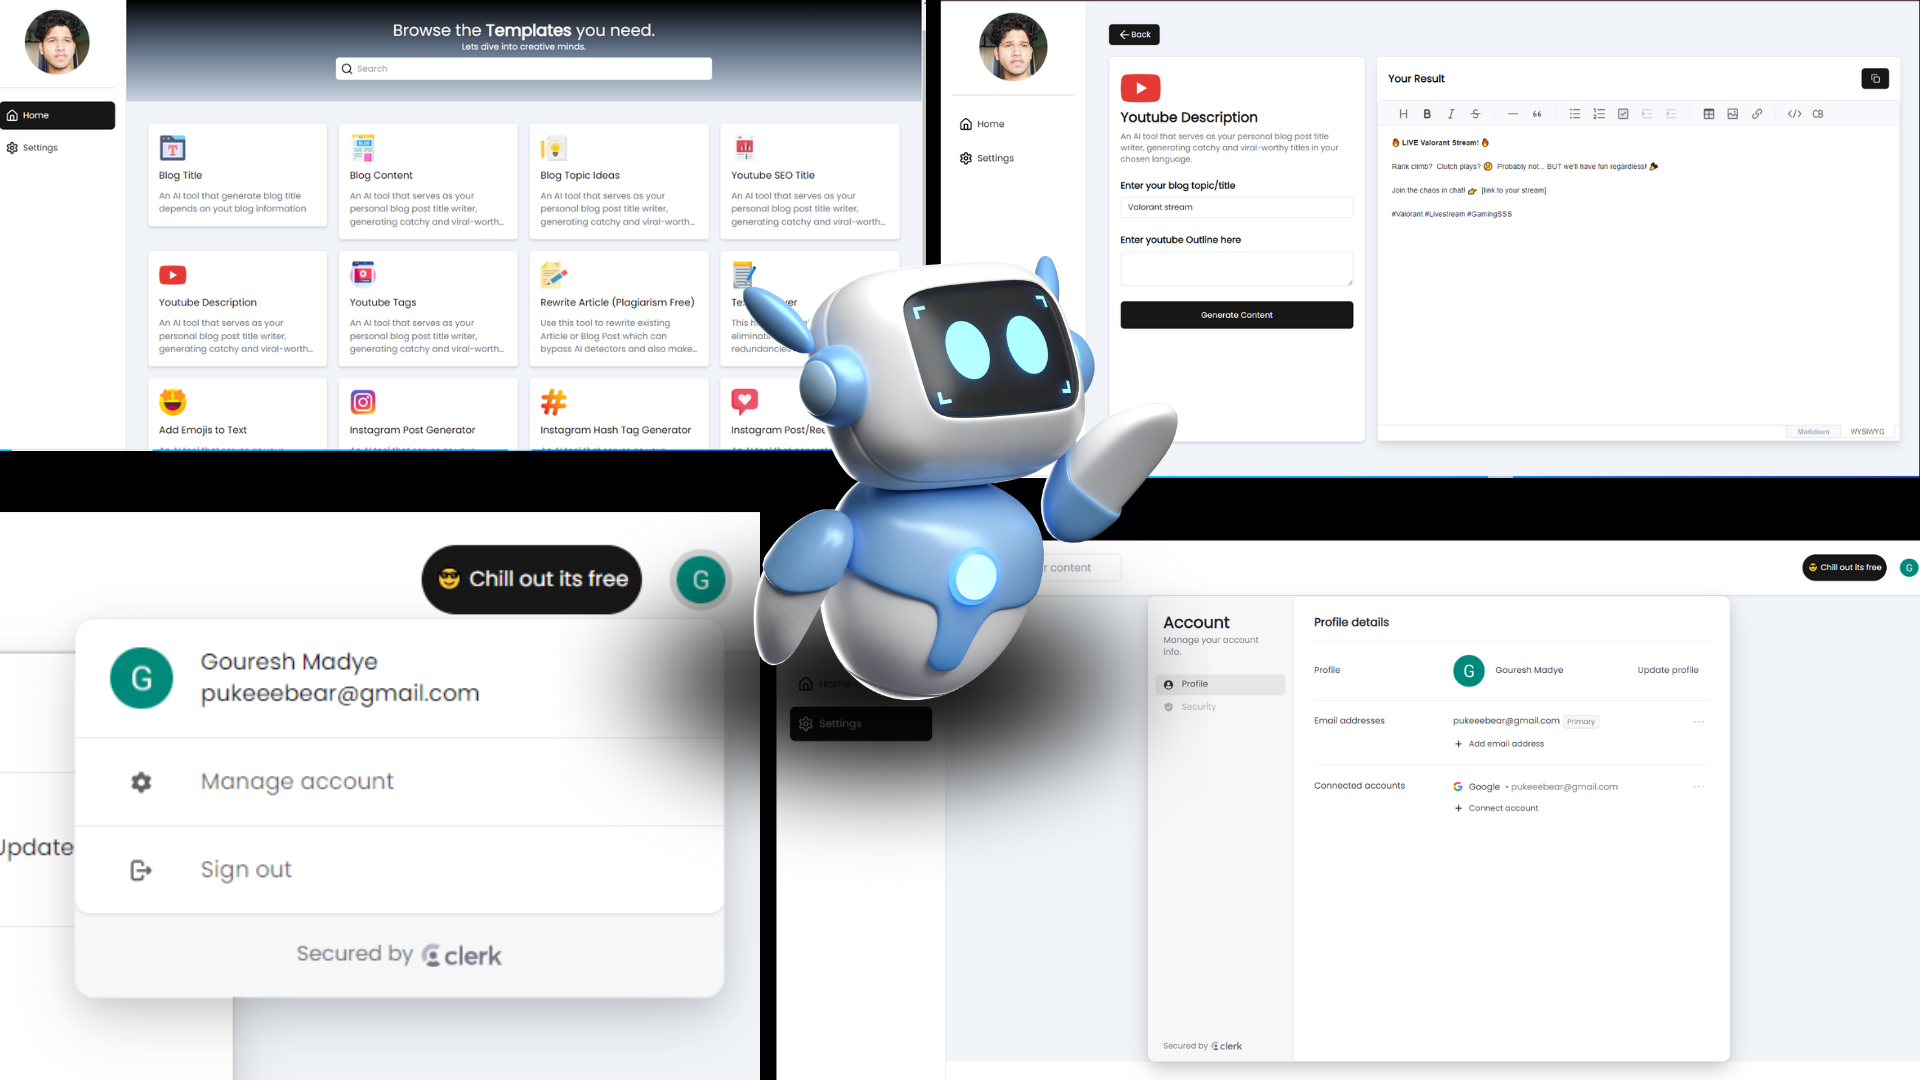 Browse the Templates you need.
Lets dive into creative minds.
Search
Home
Settings
Blog Title
An AI tool that generate blog title
depends on yout blog information
Blog Content
An AI tool that serves as your
personal blog post title writer,
generating catchy and viral-worth...
Blog Topic Ideas
An AI tool that serves as your
personal blog post title writer,
generating catchy and viral-worth...
Youtube SEO Title
An AI tool that serves as your
personal blog post title writer,
generating catchy and viral-worth...
Youtube Description
An AI tool that serves as your
personal blog post title writer,
generating catchy and viral-worth...
Youtube Tags
An AI tool that serves as your
personal blog post title writer,
generating catchy and viral-worth...
Rewrite Article (Plagiarism Free)
Use this tool to rewrite existing
Article or Blog Post which can
bypass AI detectors and also make...
redundancies
Add Emojis to Text
Instagram Post Generator
Instagram Hash Tag Generator
Instagram Post/Ree
Back
Home
Settings
Youtube Description
An AI tool that serves as your personal blog post title
writer, generating catchy and viral-worthy titles in your
chosen language.
Enter your blog topic/title
Valorant stream
Enter youtube Outline here
Generate Content
Your Result
H B I S 66 CB
🔥 LIVE Valorant Stream! 🔥
Rank climb? Clutch plays? 🤔 Probably not... BUT we'll have fun regardless! 🎉
Join the chaos in chat! 👉 [link to your stream]
#Valorant #Livestream #GamingSSS
Markdown WYSIWYG
😎 Chill out its free
G
G
Gouresh Madye
pukeeebear@gmail.com
Manage account
Update
Sign out
Secured by clerk
content
😎 Chill out its free
G
Home
Settings
Account
Manage your account
info.
Profile
Security
Secured by clerk
Profile details
Profile
G
Gouresh Madye
Update profile
Email addresses
pukeeebear@gmail.com Primary
+ Add email address
Connected accounts
Google • pukeeebear@gmail.com
+ Connect account